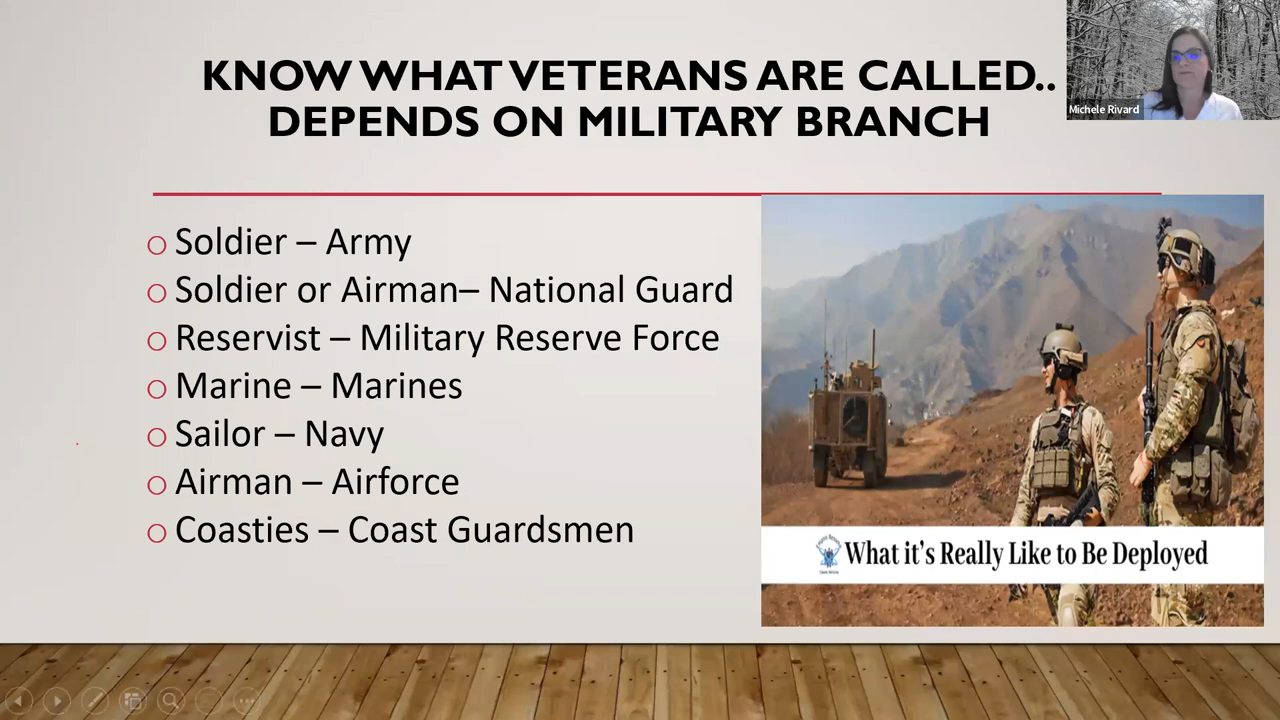 KNOW WHAT VETERANS ARE CALLED..
DEPENDS ON MILITARY BRANCH
Michele Rivard
Soldier – Army
Soldier or Airman– National Guard
Reservist – Military Reserve Force
Marine – Marines
Sailor – Navy
Airman – Airforce
Coasties – Coast Guardsmen
What it's Really Like to Be Deployed